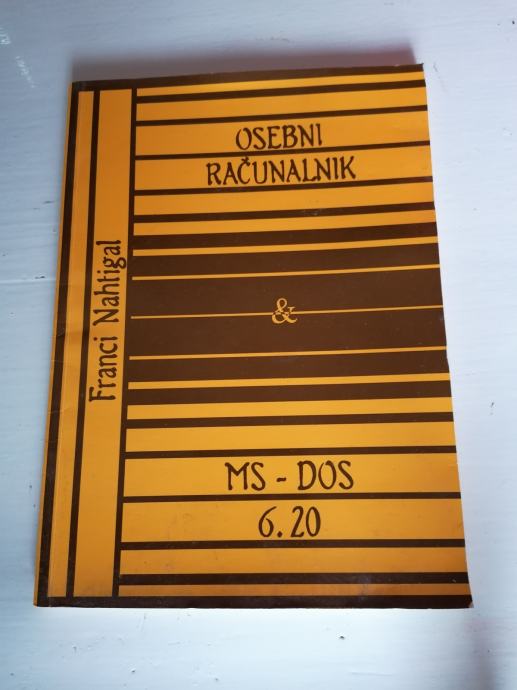 OSEBNI
RAČUNALNIK
&
MS - DOS
6.20
Franci Nahtigal